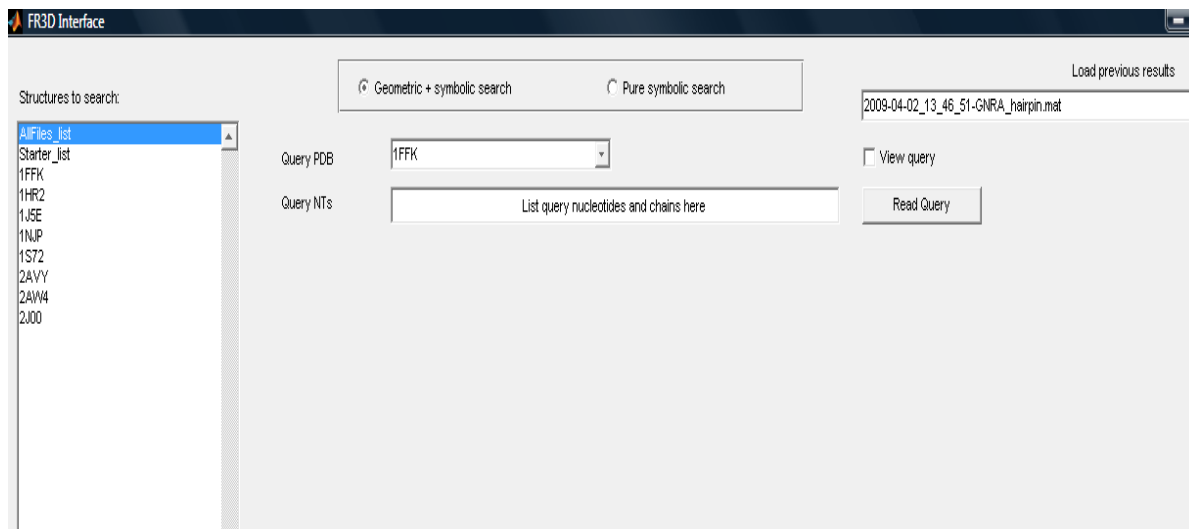 FR3D Interface
Load previous results
Geometric + symbolic search
Pure symbolic search
Structures to search:
2009-04-02_13_46_51-GNRA_hairpin.mat
AllFiles_list
Starter_list
1FFK
1HR2
1J5E
1NJP
1S72
2AVY
2AW4
2J00
Query PDB
1FFK
View query
Query NTs
List query nucleotides and chains here
Read Query